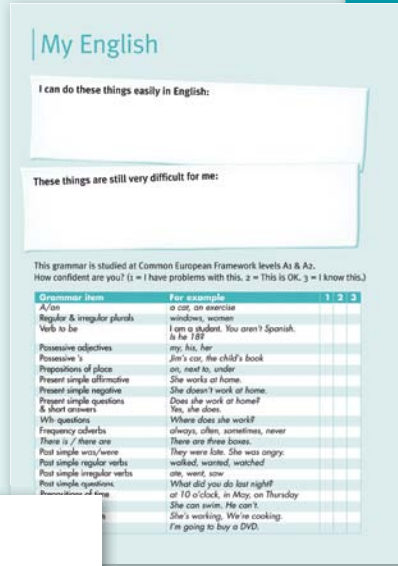 My English
I can do these things easily in English:
These things are still very difficult for me:
This grammar is studied at Common European Framework levels A1 & A2.
How confident are you? (1 = I have problems with this. 2 = This is OK. 3 = I know this.)
Grammar item For example 1 2 3
A/an a cat, an exercise
Regular & irregular plurals windows, women
Verb to be I am a student. You aren't Spanish.
Is he 18?
Possessive adjectives my, his, her
Possessive 's Jim's car, the child's book
Prepositions of place on, next to, under
Present simple affirmative She works at home.
Present simple negative She doesn't work at home.
Present simple questions Does she work at home?
& short answers Yes, she does.
Wh questions Where does she work?
Frequency adverbs always, often, sometimes, never
There is / there are There are three boxes.
Past simple was/were They were late. She was angry.
Past simple regular verbs walked, wanted, watched
Past simple irregular verbs ate, went, saw
Past simple questions What did you do last night?
Prepositions of time at 10 o'clock, in May, on Thursday
She can swim. He can't.
She's working, We're cooking.
I'm going to buy a DVD.